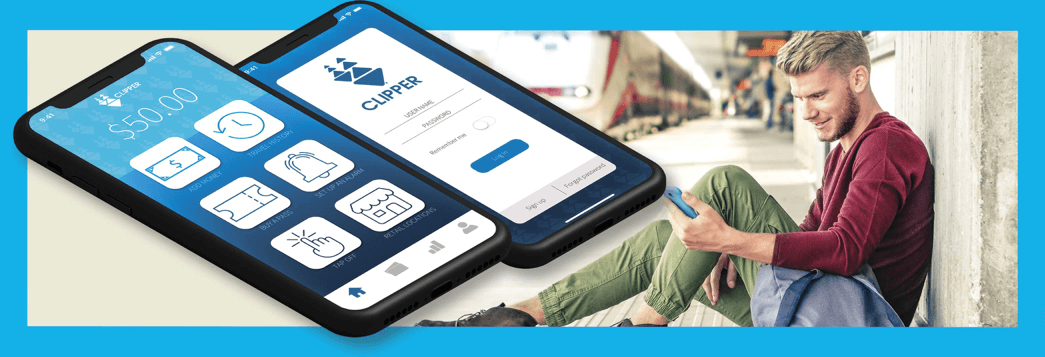 9:41
CLIPPER
$50.00
ADD MONEY
TRAVEL HISTORY
BUY A PASS
SET UP AN ALARM
TAP OFF
RETAIL LOCATIONS
9:41
CLIPPER
USER NAME
PASSWORD
Remember me
Log in
Sign up
Forgot password